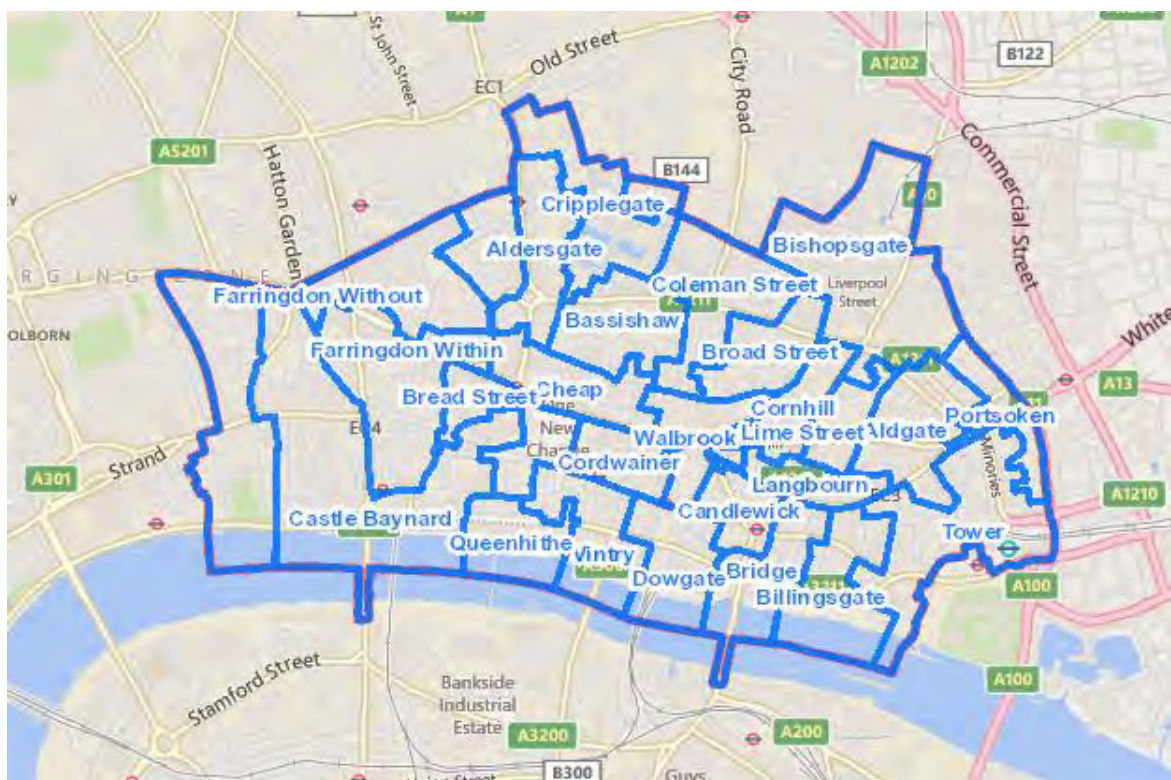 St John Street
A1
Old Street
City Road
A1202
B122
EC1
A5201
B144
Commercial Street
Hatton Garden
Cripplegate
Aldersgate
Bishopsgate
Coleman Street
Liverpool
Street
Farringdon Without
OLBORN
Bassishaw
Broad Street
White
Farringdon Within
A13
Cheap
Bread Street
Cornhill
Portsoken
New
Walbrook
Lime Street
Aldgate
Minories
Strand
A301
Cordwainer
Langbourn
EC3
A1210
Candlewick
Castle Baynard
Tower
Queenhithe
Vintry
Bridge
Dowgate
Billingsgate
A100
Stamford Street
Bankside
Industrial
Estate
A100
A3200
A200
B300
Guys